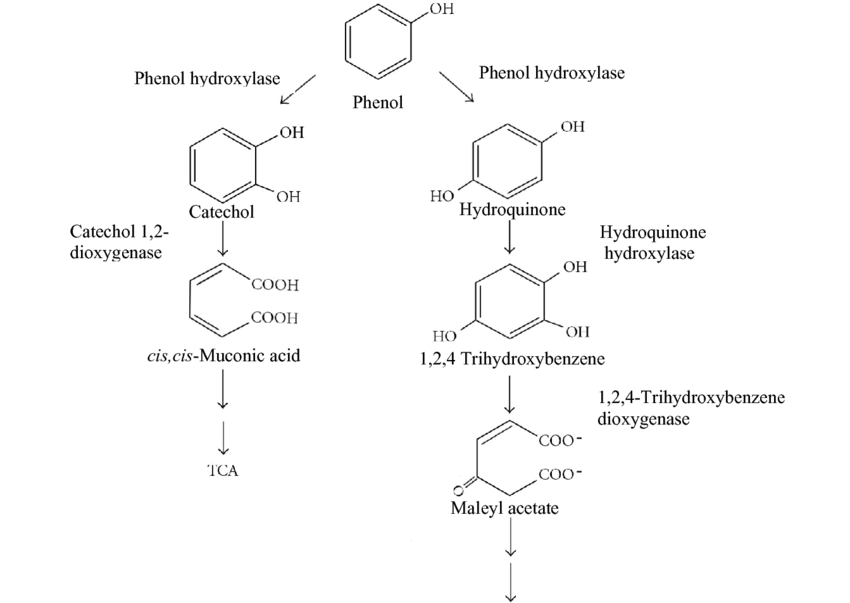 OH
Phenol hydroxylase
Phenol hydroxylase
Phenol
OH
OH
Catechol
OH
HO
Hydroquinone
Catechol 1,2-
dioxygenase
Hydroquinone
hydroxylase
COOH
COOH
cis,cis-Muconic acid
OH
OH
HO
1,2,4 Trihydroxybenzene
1,2,4-Trihydroxybenzene
dioxygenase
TCA
COO-
COO-
O
Maleyl acetate